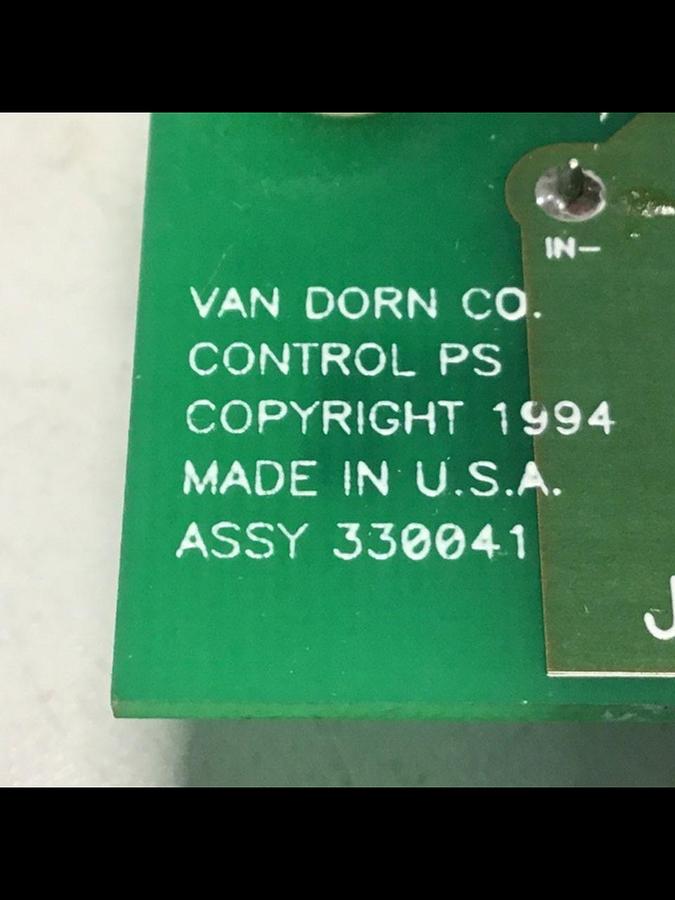 IN-
VAN DORN CO.
CONTROL PS
COPYRIGHT 1994
MADE IN U.S.A.
ASSY 330041
J